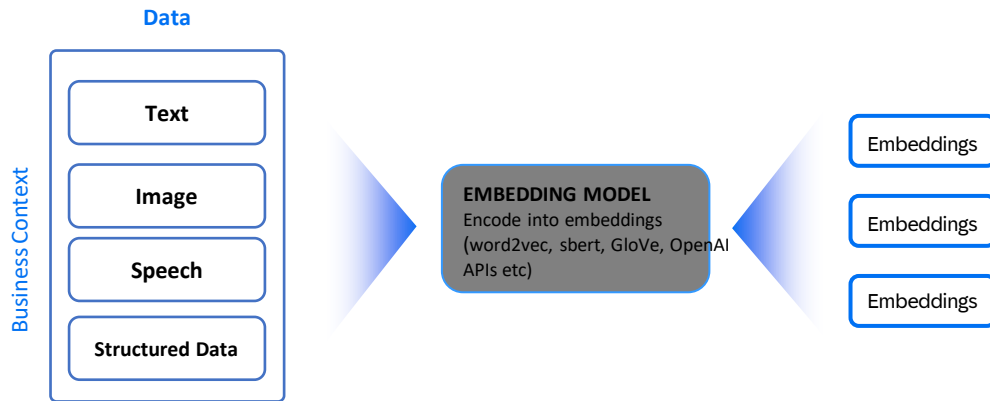 Data
Business Context
Text
Image
Speech
Structured Data
EMBEDDING MODEL
Encode into embeddings
(word2vec, sbert, GloVe, OpenAI
APIs etc)
Embeddings
Embeddings
Embeddings